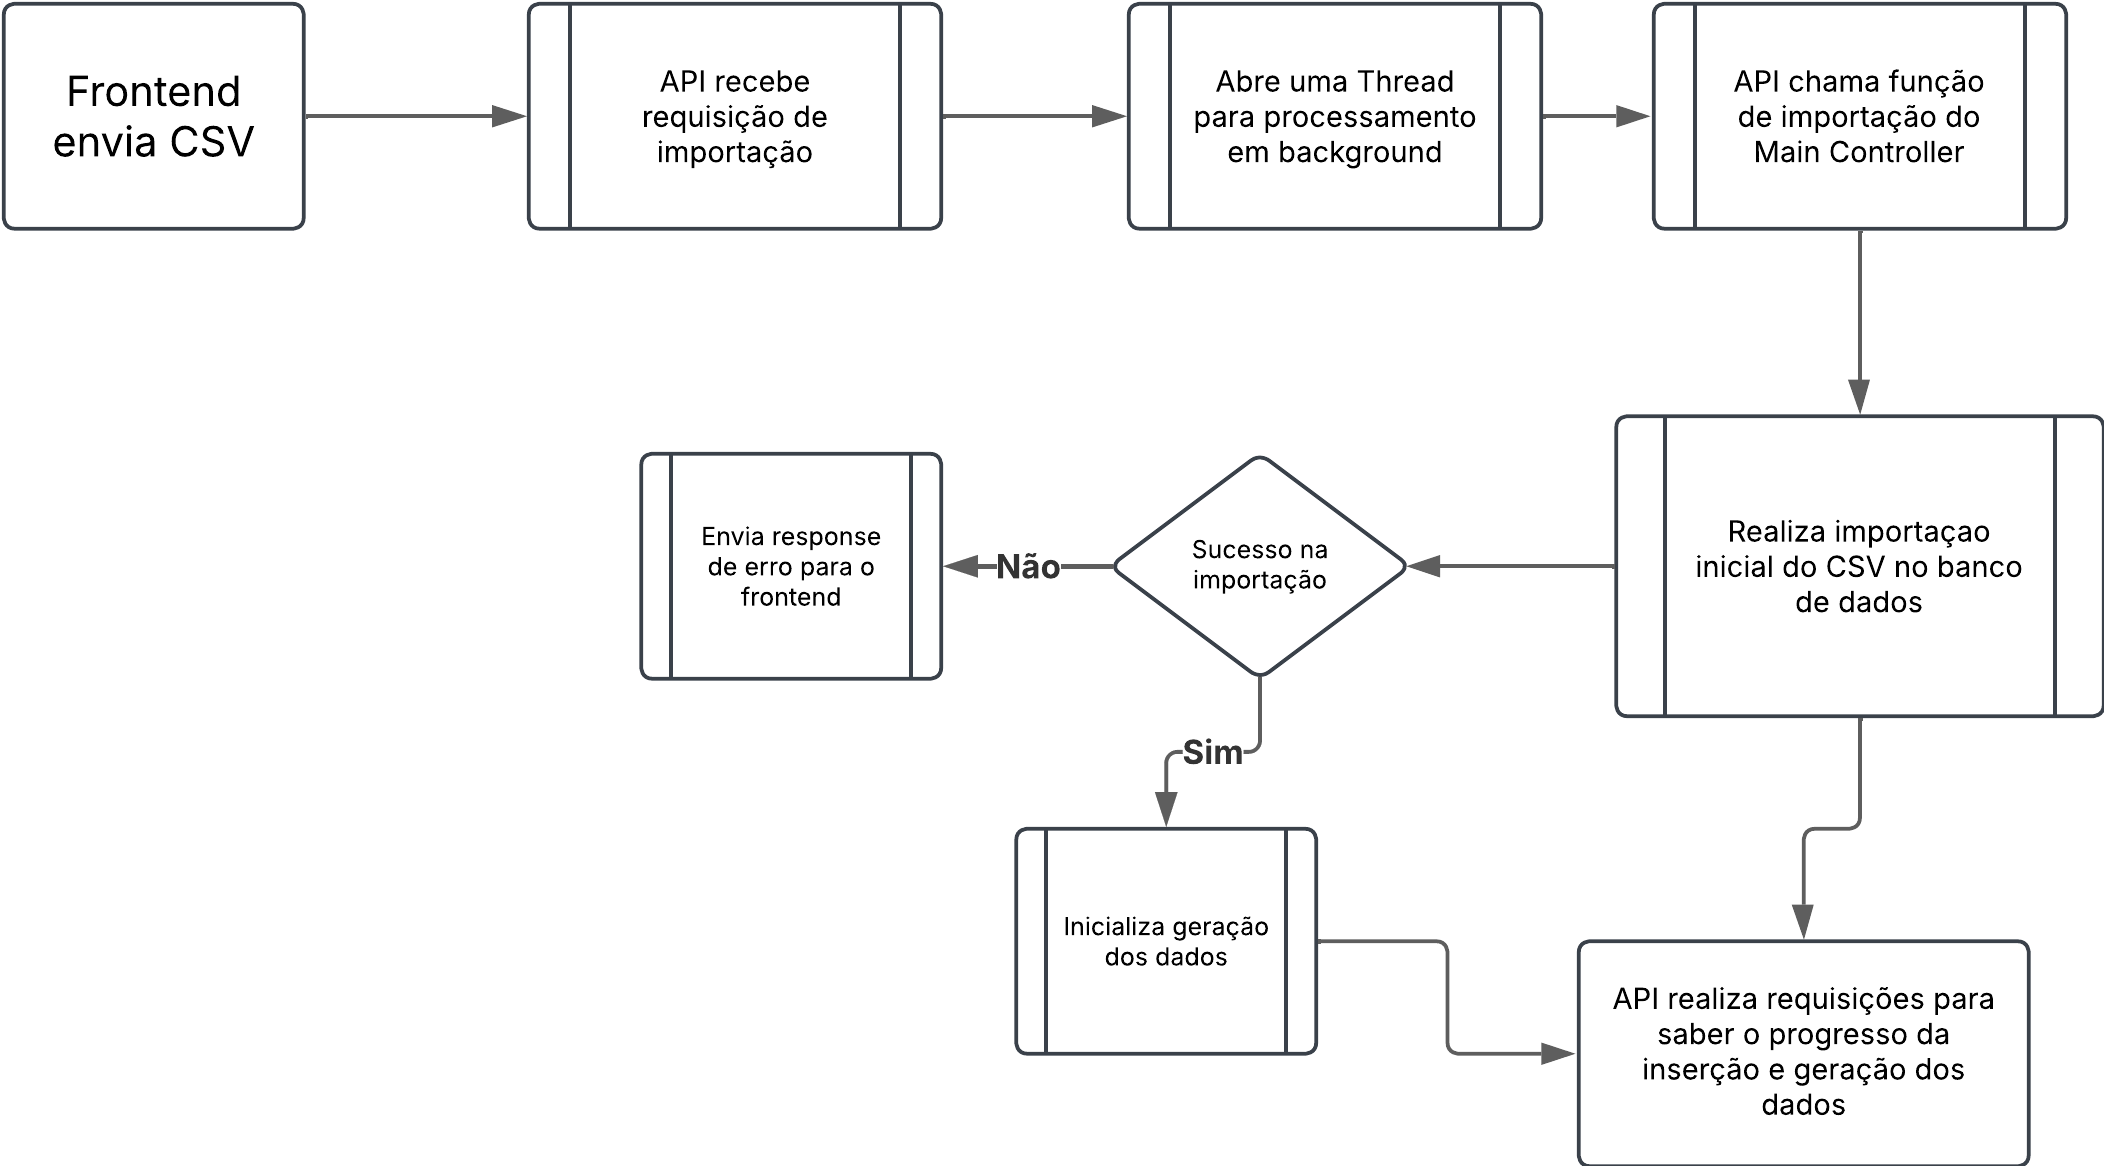 Frontend
envia CSV
API recebe
requisição de
importação
Abre uma Thread
para processamento
em background
API chama função
de importação do
Main Controller
Realiza importaçao
inicial do CSV no banco
de dados
Sucesso na
importação
Não
Envia response
de erro para o
frontend
Sim
Inicializa geração
dos dados
API realiza requisições para
saber o progresso da
inserção e geração dos
dados